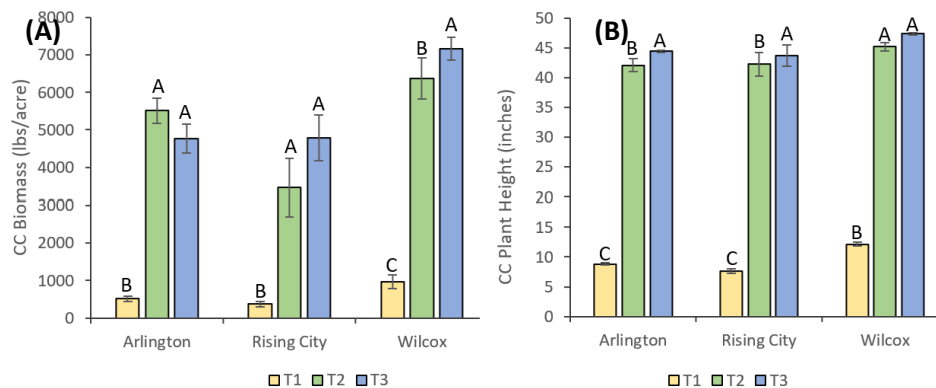 (A)
CC Biomass (lbs/acre)
8000
7000
6000
5000
4000
3000
2000
1000
0
B A A
B A A
C B A
Arlington Rising City Wilcox
T1 T2 T3
(B)
CC Plant Height (inches)
50
45
40
35
30
25
20
15
10
5
0
C B A
C B A
B A A
Arlington Rising City Wilcox
T1 T2 T3